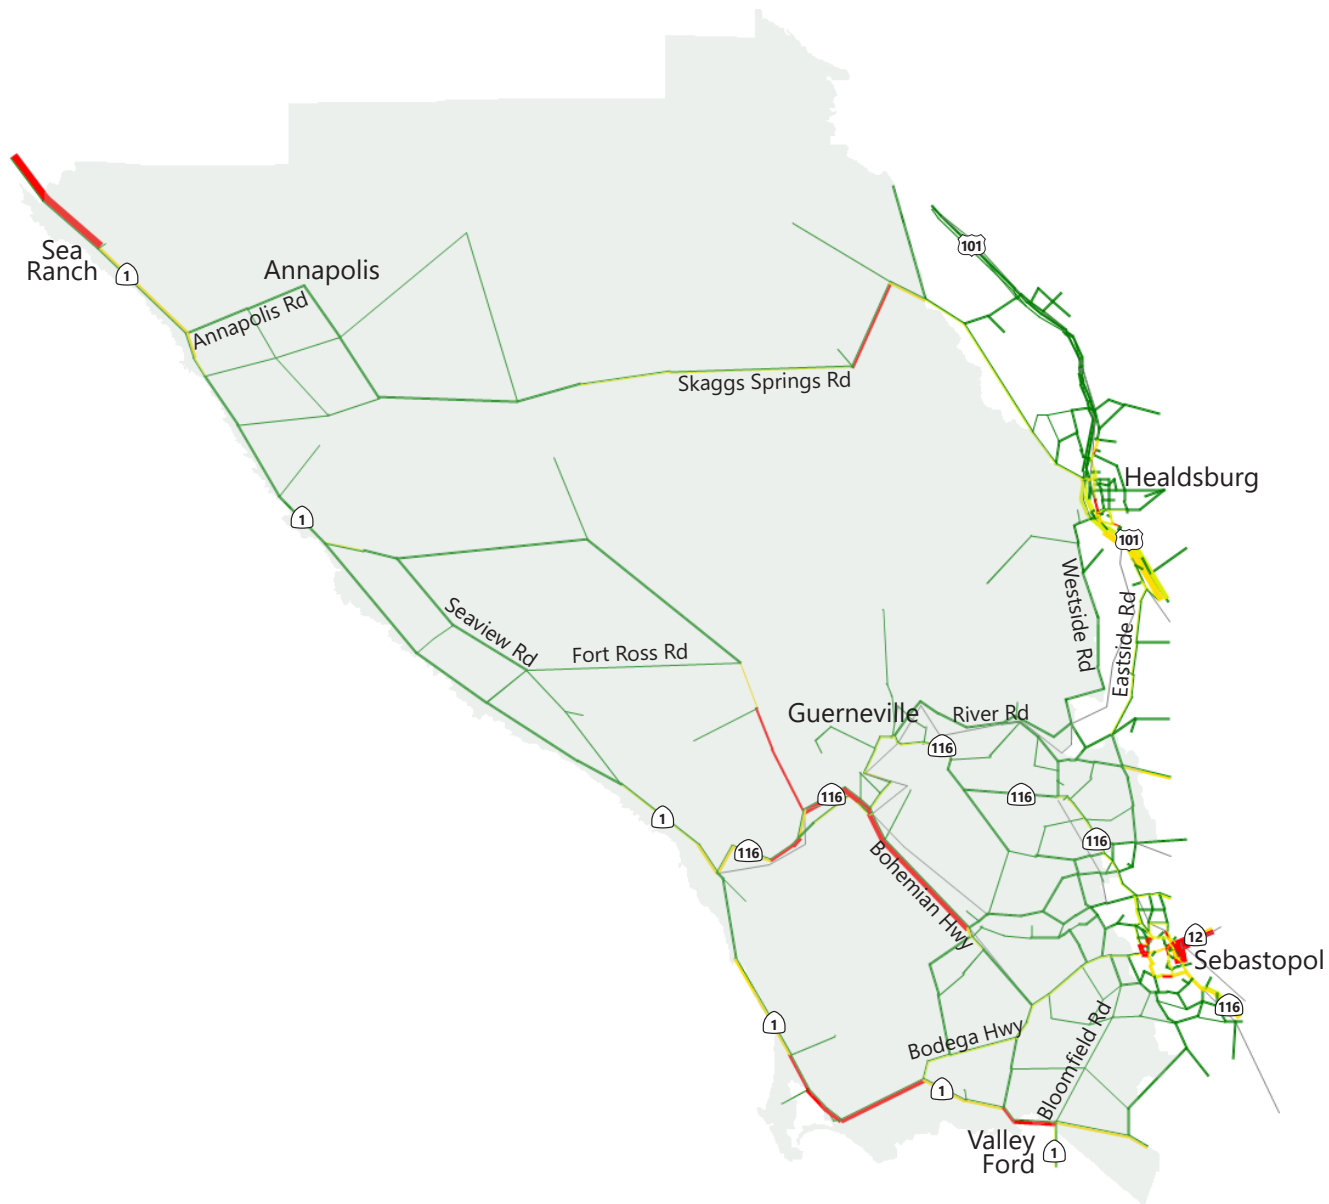 101
Sea
Ranch
1
Annapolis
Annapolis Rd
Skaggs Springs Rd
Healdsburg
1
101
Westside Rd
Eastside Rd
Seaview Rd
Fort Ross Rd
Guerneville
River Rd
116
116
116
1
116
116
Bohemian Hwy
12
Sebastopol
116
1
Bodega Hwy
Bloomfield Rd
1
Valley
Ford
1